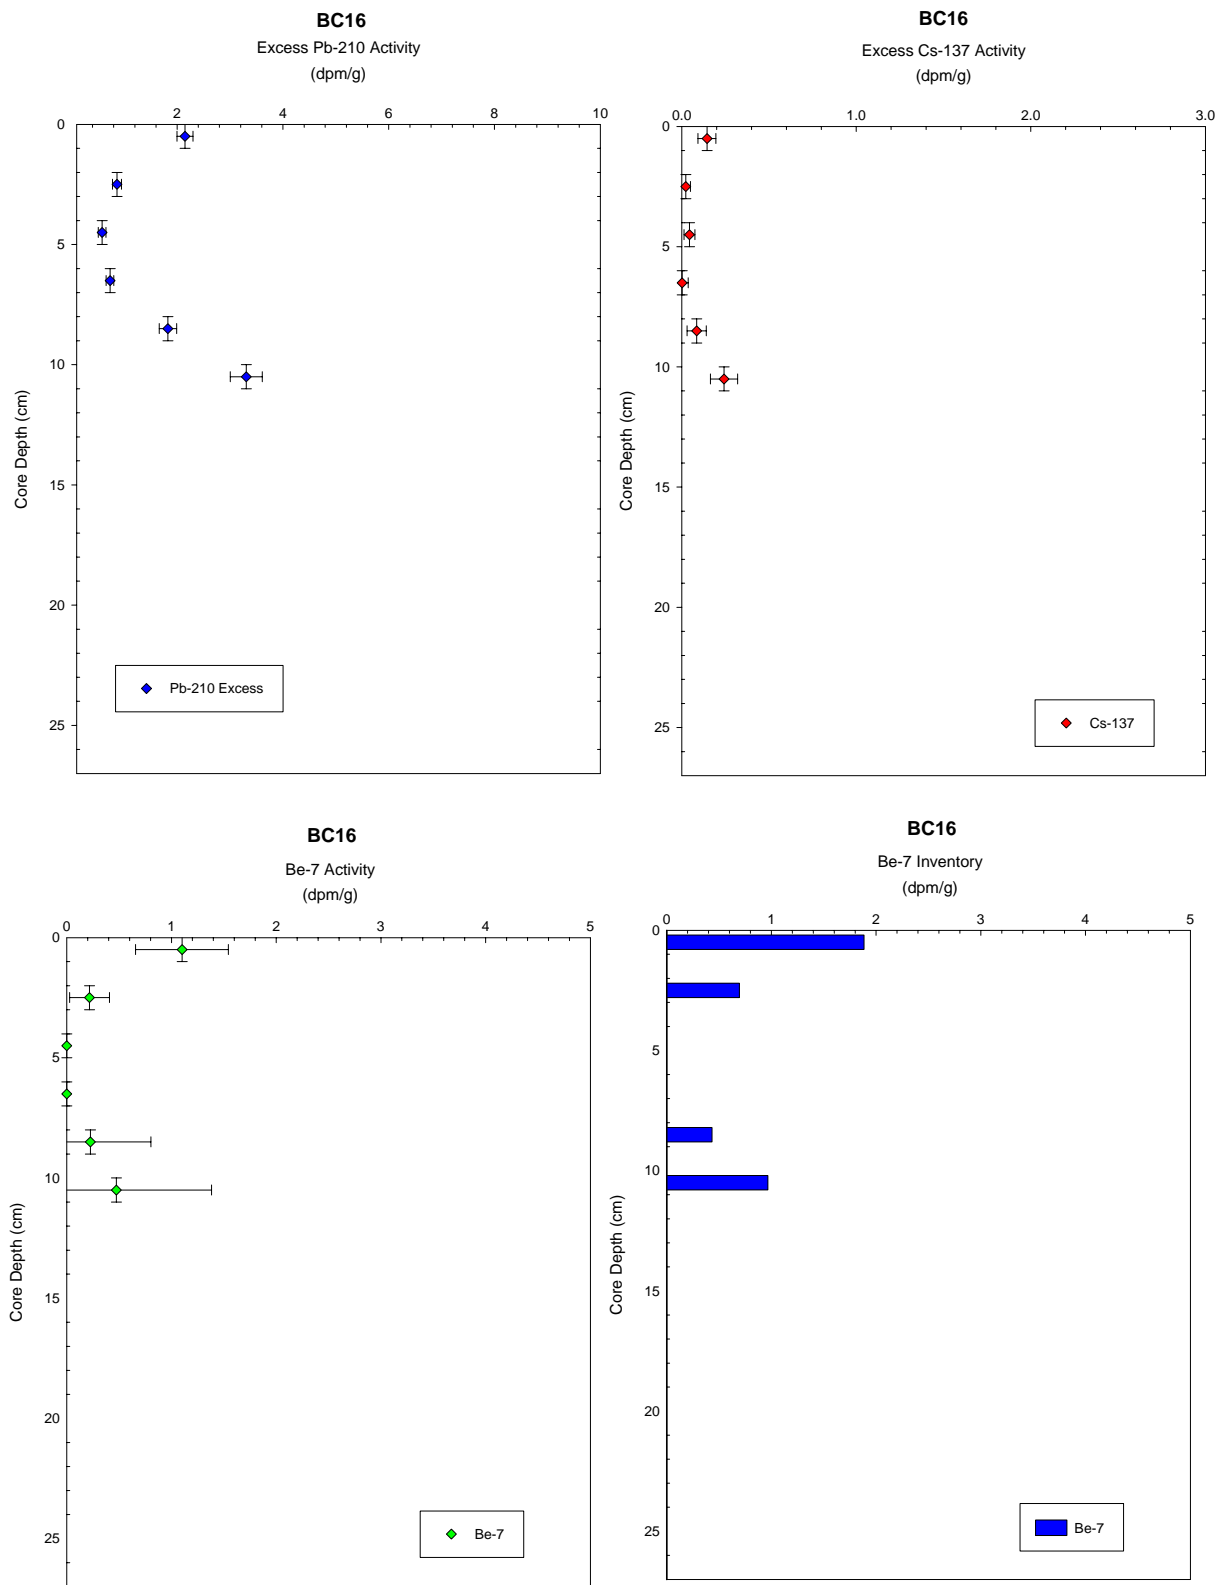 BC16
Excess Pb-210 Activity
(dpm/g)
2 4 6 8 10
0
5
10
15
20
25
Core Depth (cm)
Pb-210 Excess
BC16
Excess Cs-137 Activity
(dpm/g)
0.0 1.0 2.0 3.0
0
5
10
15
20
25
Core Depth (cm)
Cs-137
BC16
Be-7 Activity
(dpm/g)
0 1 2 3 4 5
0
5
10
15
20
25
Core Depth (cm)
Be-7
BC16
Be-7 Inventory
(dpm/g)
0 1 2 3 4 5
0
5
10
15
20
25
Core Depth (cm)
Be-7